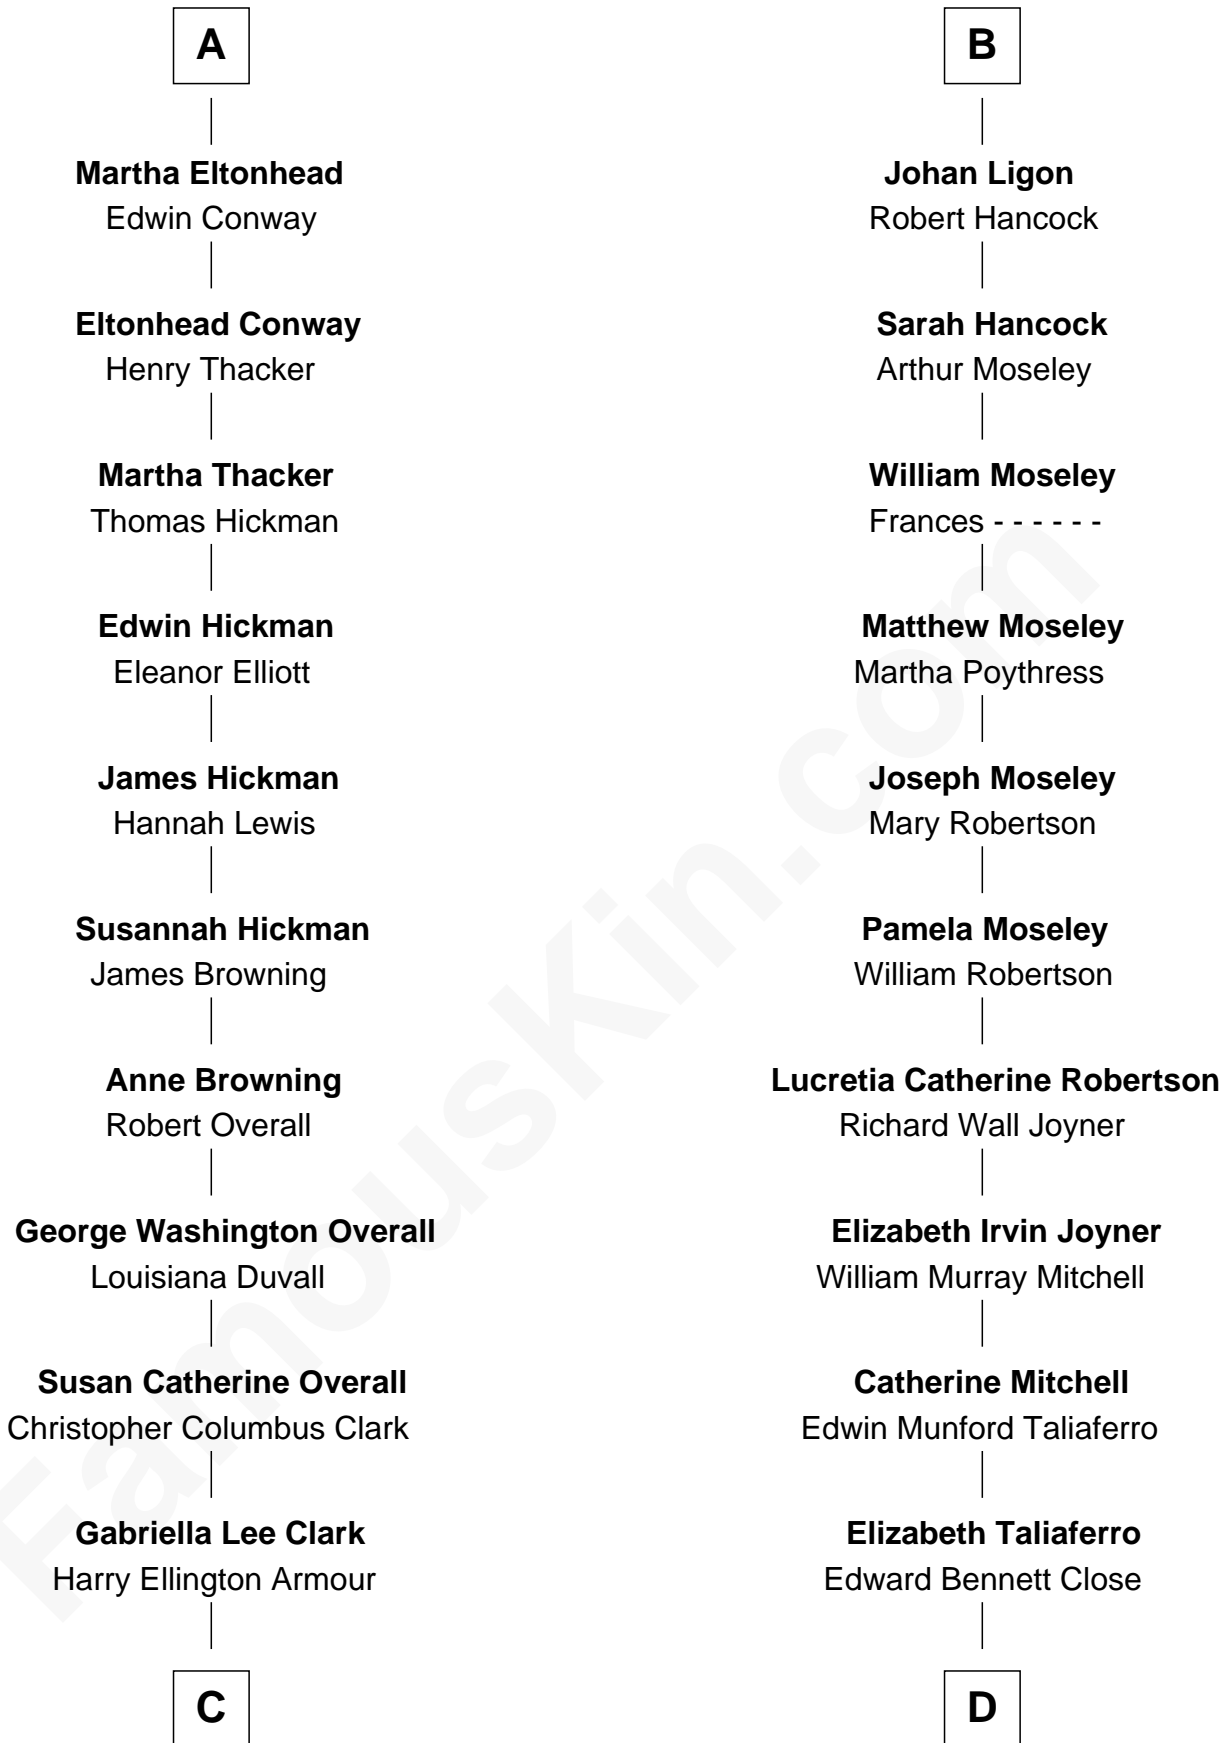 A
Martha Eltonhead
Edwin Conway
Eltonhead Conway
Henry Thacker
Martha Thacker
Thomas Hickman
Edwin Hickman
Eleanor Elliott
James Hickman
Hannah Lewis
Susannah Hickman
James Browning
Anne Browning
Robert Overall
George Washington Overall
Louisiana Duvall
Susan Catherine Overall
Christopher Columbus Clark
Gabriella Lee Clark
Harry Ellington Armour
C
B
Johan Ligon
Robert Hancock
Sarah Hancock
Arthur Moseley
William Moseley
Frances - - - - - -
Matthew Moseley
Martha Poythress
Joseph Moseley
Mary Robertson
Pamela Moseley
William Robertson
Lucretia Catherine Robertson
Richard Wall Joyner
Elizabeth Irvin Joyner
William Murray Mitchell
Catherine Mitchell
Edwin Munford Taliaferro
Elizabeth Taliaferro
Edward Bennett Close
D
FamousKin.com